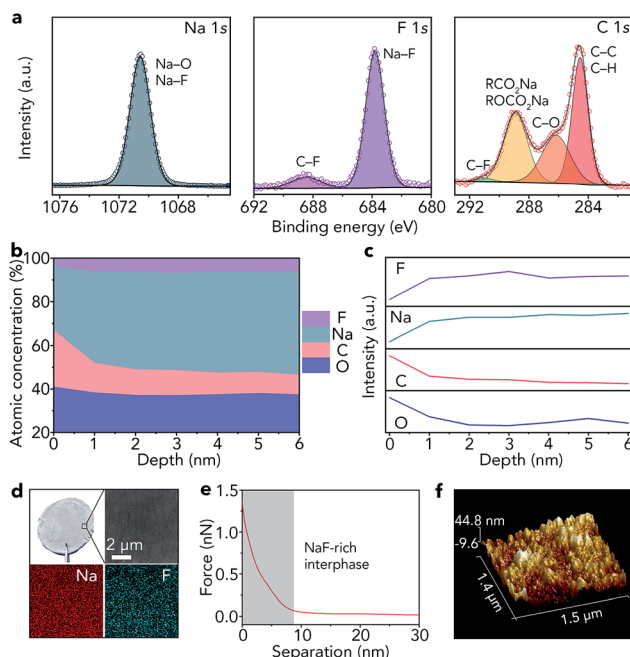 a
Na 1s
F 1s
C 1s
Intensity (a.u.)
Na–O
Na–F
Na–F
C–F
C–C
C–H
RCO₂Na
ROCO₂Na
C–O
C–F
1076 1072 1068
692 688 684 680
292 288 284
Binding energy (eV)
b
Atomic concentration (%)
100
80
60
40
20
0 1 2 3 4 5 6
Depth (nm)
F
Na
C
O
c
Intensity (a.u.)
F
Na
C
O
0 1 2 3 4 5 6
Depth (nm)
d
2 μm
Na
F
e
Force (nN)
1.5
1.0
0.5
0.0
NaF-rich
interphase
0 10 20 30
Separation (nm)
f
44.8 nm
-9.6
1.4 μm
1.5 μm